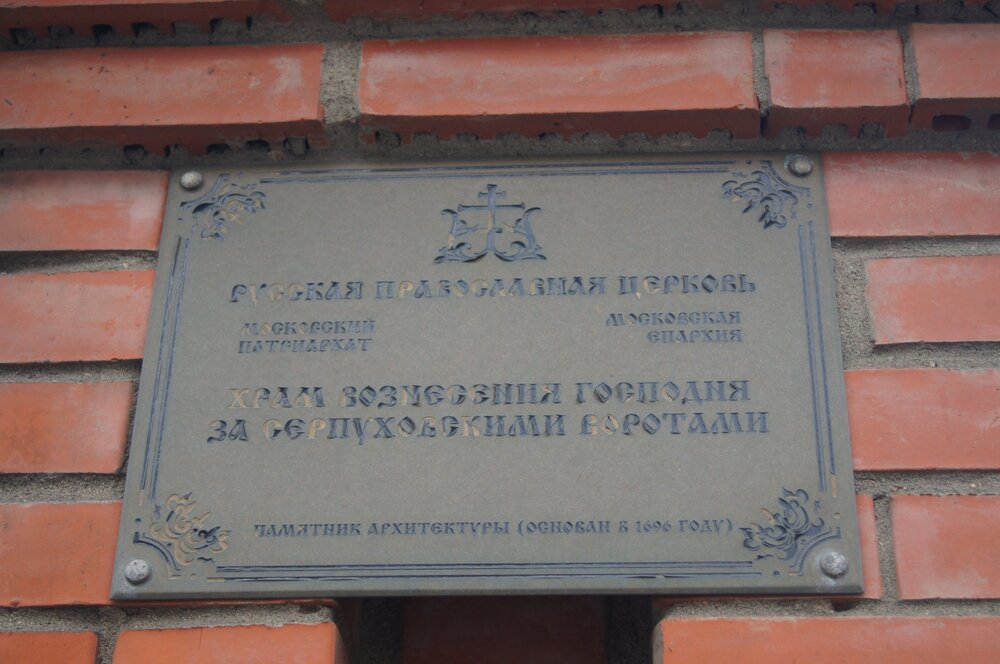 РУССКАЯ ПРАВОСЛАВНАЯ ЦЕРКОВЬ
МОСКОВСКИЙ
ПАТРИАРХАТ
МОСКОВСКАЯ
ЕПАРХИЯ
ХРАМ ВОЗНЕСЕНИЯ ГОСПОДНЯ
ЗА СЕРПУХОВСКИМИ ВОРОТАМИ
ПАМЯТНИК АРХИТЕКТУРЫ (ОСНОВАН В 1696 ГОДУ)